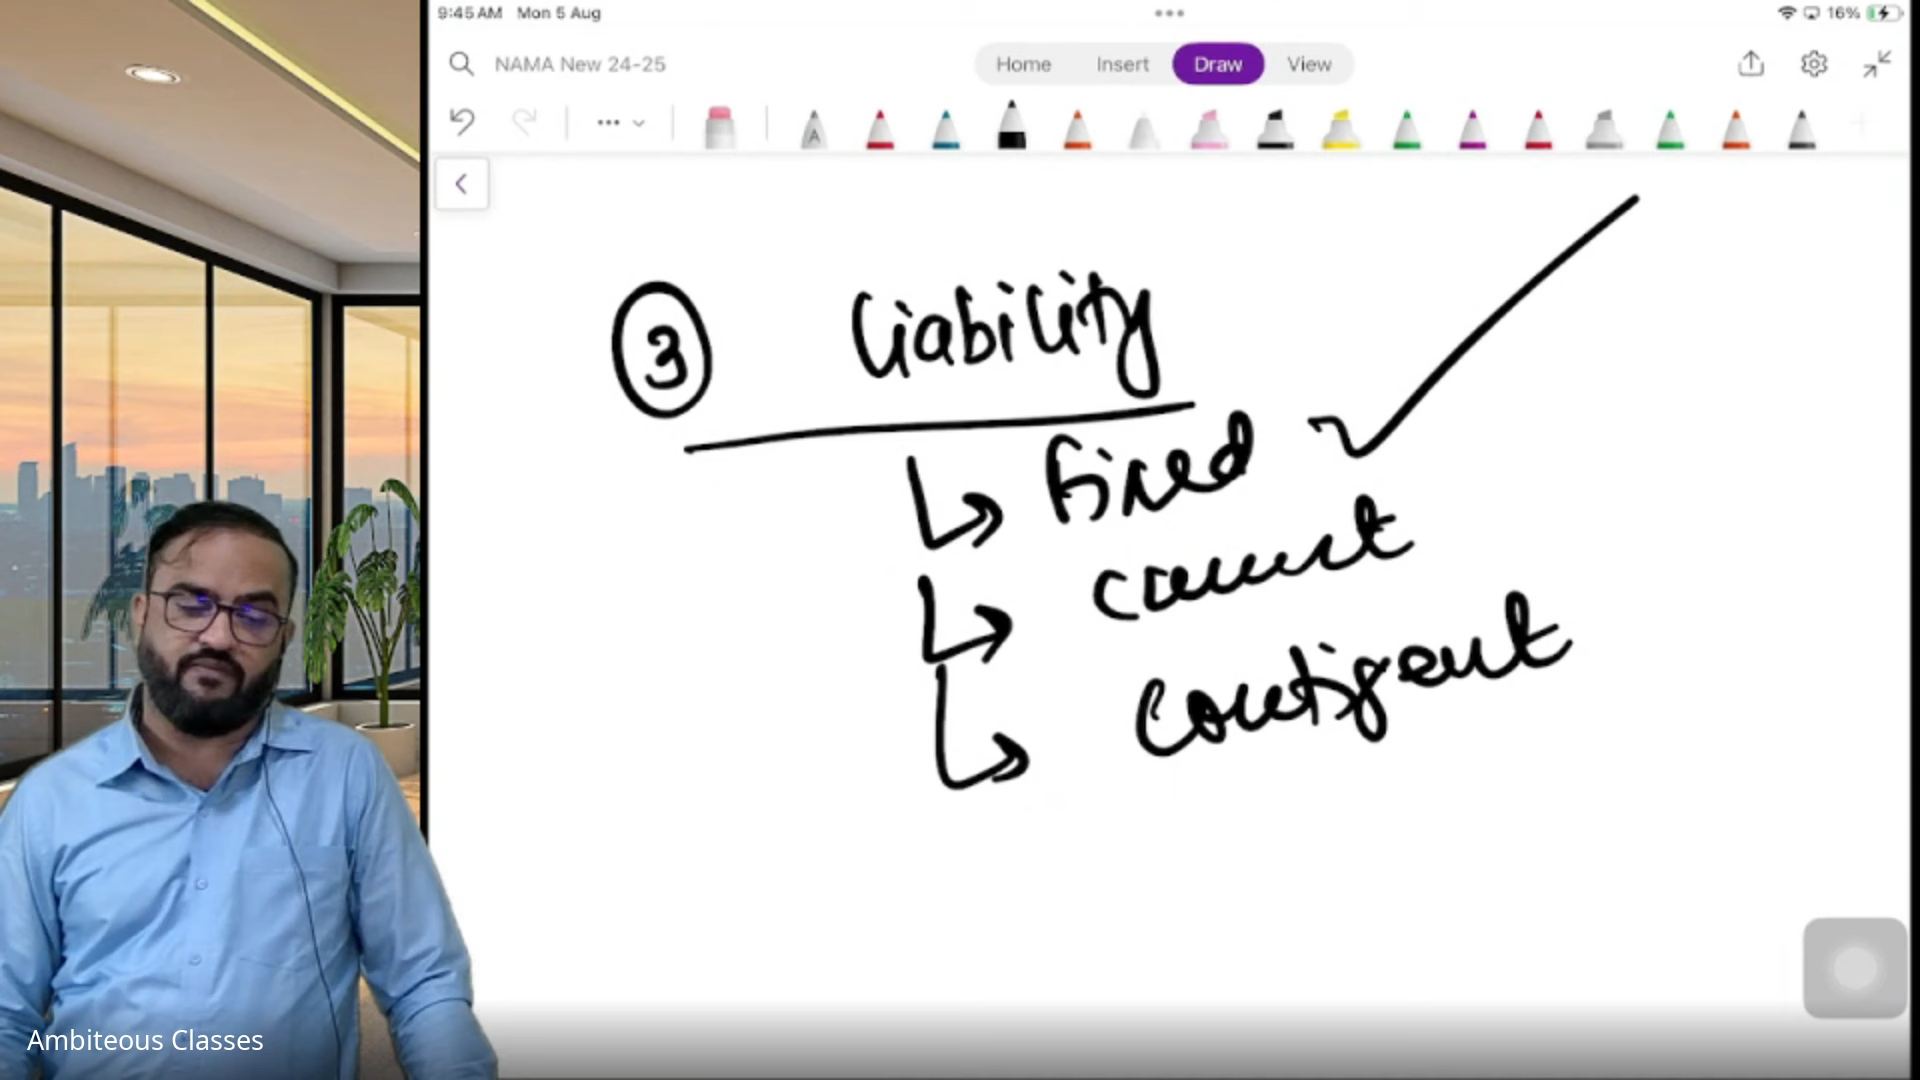 9:45 AM Mon 5 Aug
16%
NAMA New 24-25
Home Insert Draw View
A
3 Liability
Fixed
Current
Contigent
Ambiteous Classes